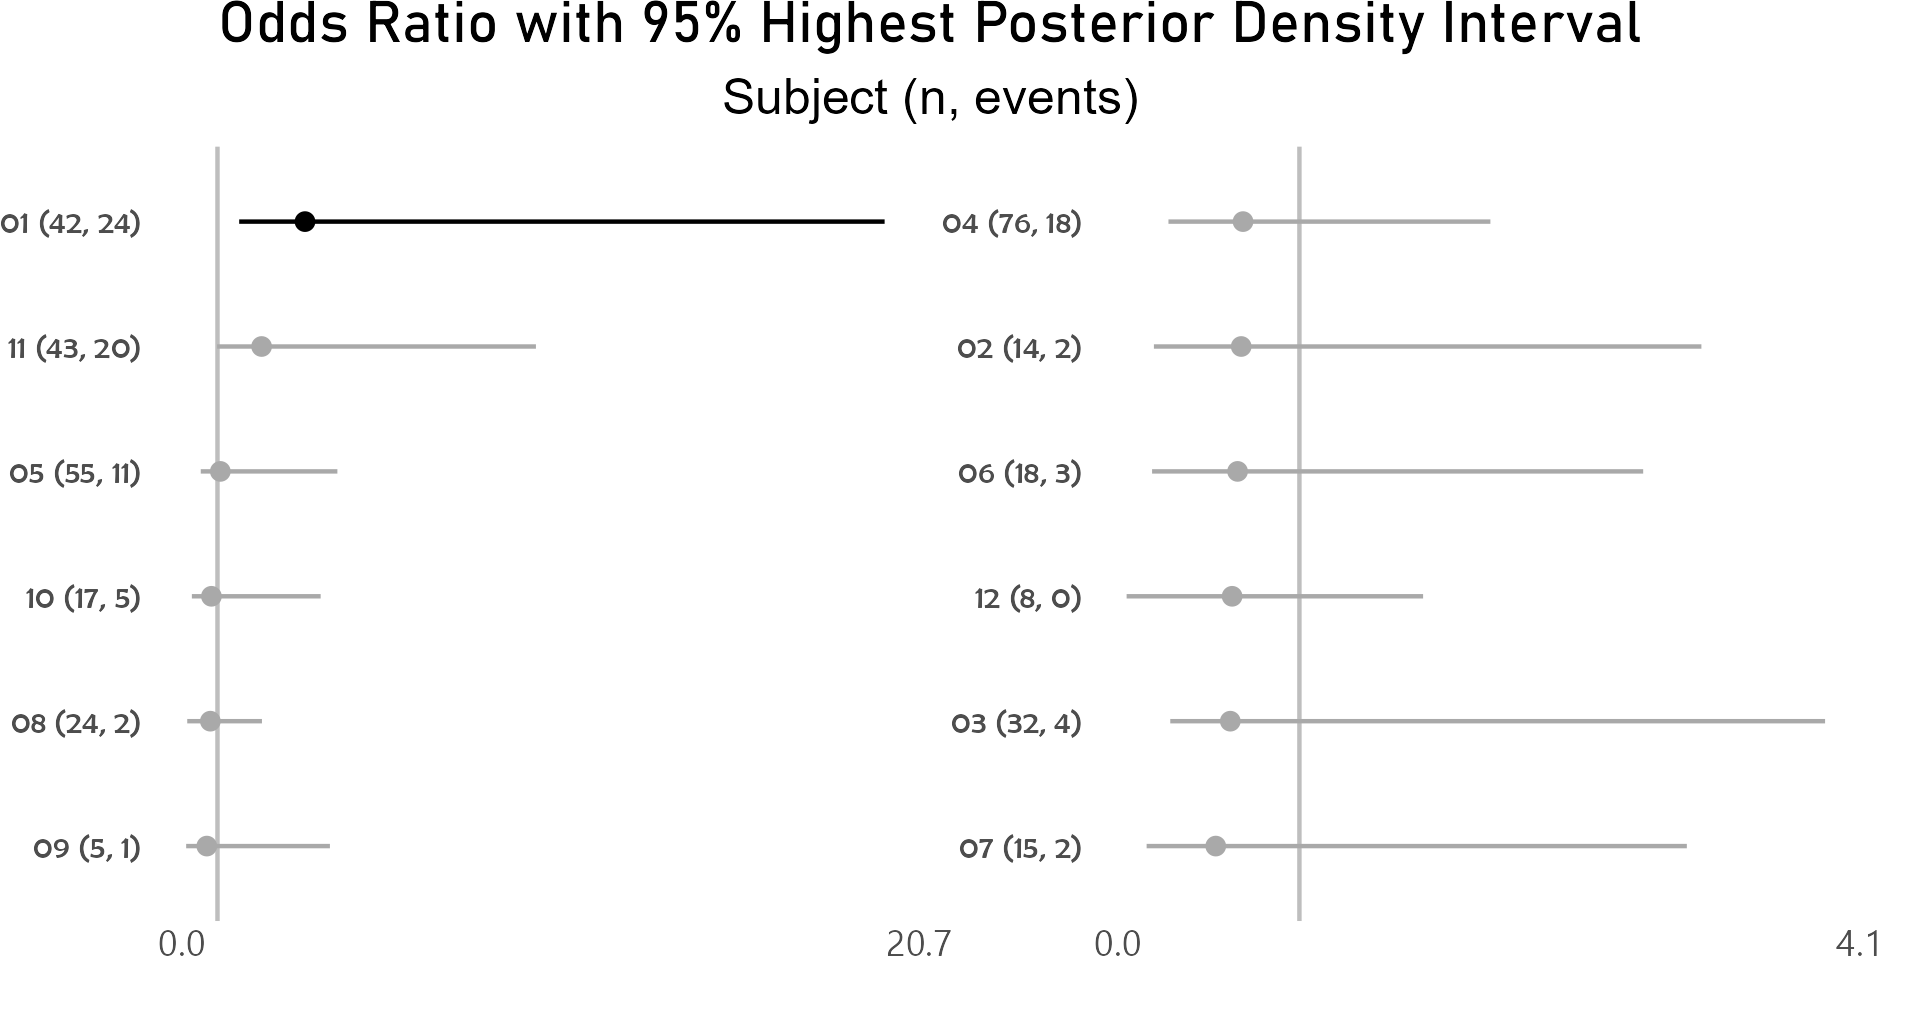 Odds Ratio with 95% Highest Posterior Density Interval
Subject (n, events)
01 (42, 24)
11 (43, 20)
05 (55, 11)
10 (17, 5)
08 (24, 2)
09 (5, 1)
0.0 20.7
04 (76, 18)
02 (14, 2)
06 (18, 3)
12 (8, 0)
03 (32, 4)
07 (15, 2)
0.0 4.1